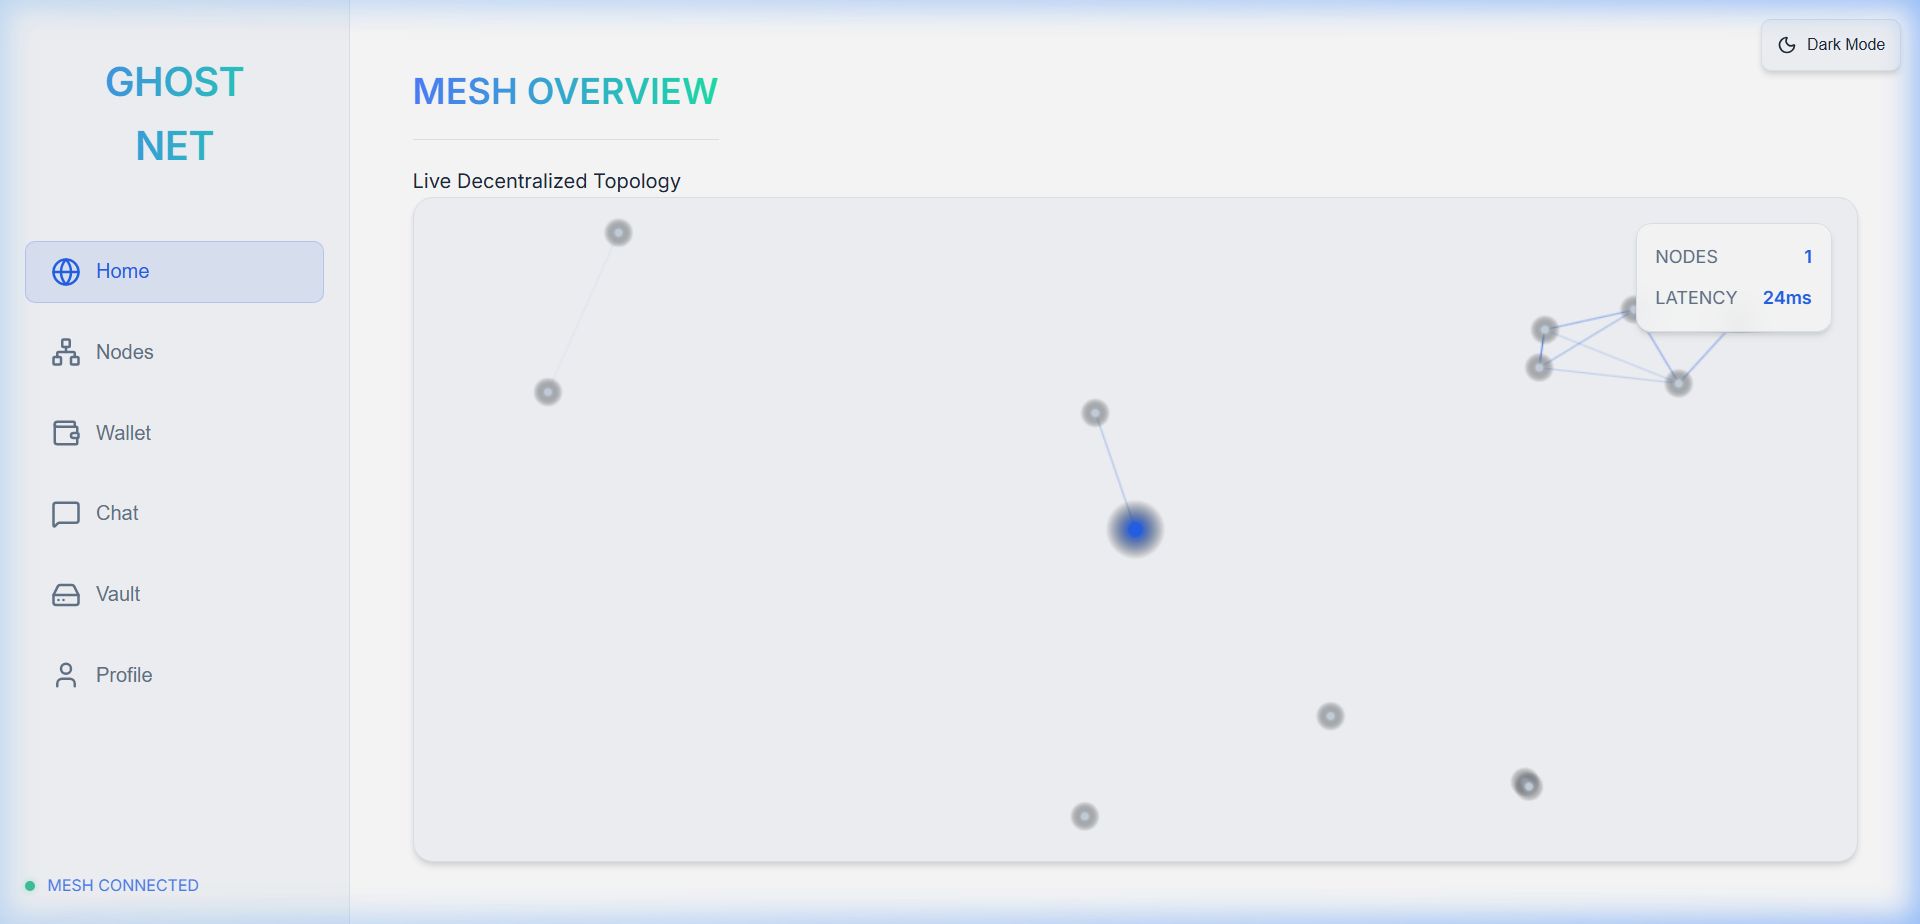 GHOST
NET
Home
Nodes
Wallet
Chat
Vault
Profile
MESH CONNECTED
Dark Mode
MESH OVERVIEW
Live Decentralized Topology
NODES 1
LATENCY 24ms